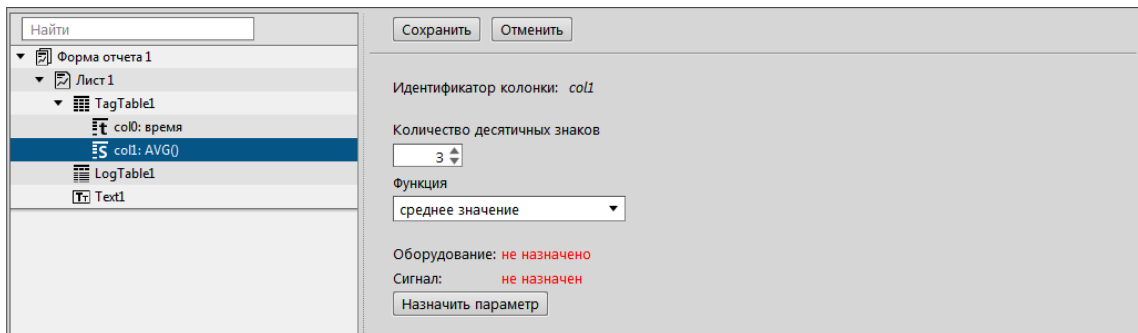 Найти
Форма отчета 1
Лист 1
TagTable1
col0: время
col1: AVG()
LogTable1
Text1
Сохранить Отменить
Идентификатор колонки: col1
Количество десятичных знаков
3
Функция
среднее значение
Оборудование: не назначено
Сигнал: не назначен
Назначить параметр